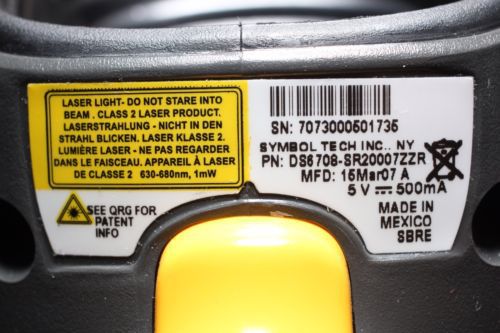 LASER LIGHT- DO NOT STARE INTO
BEAM . CLASS 2 LASER PRODUCT.
LASERSTRAHLUNG - NICHT IN DEN
STRAHL BLICKEN. LASER KLASSE 2.
LUMIÈRE LASER - NE PAS REGARDER
DANS LE FAISCEAU. APPAREIL À LASER
DE CLASSE 2 630-680nm, 1mW
SEE QRG FOR
PATENT
INFO
SN: 7073000501735
SYMBOL TECH INC., NY
PN: DS6708-SR20007ZZR
MFD: 15Mar07 A
5 V ⎓ 500mA
MADE IN
MEXICO
SBRE